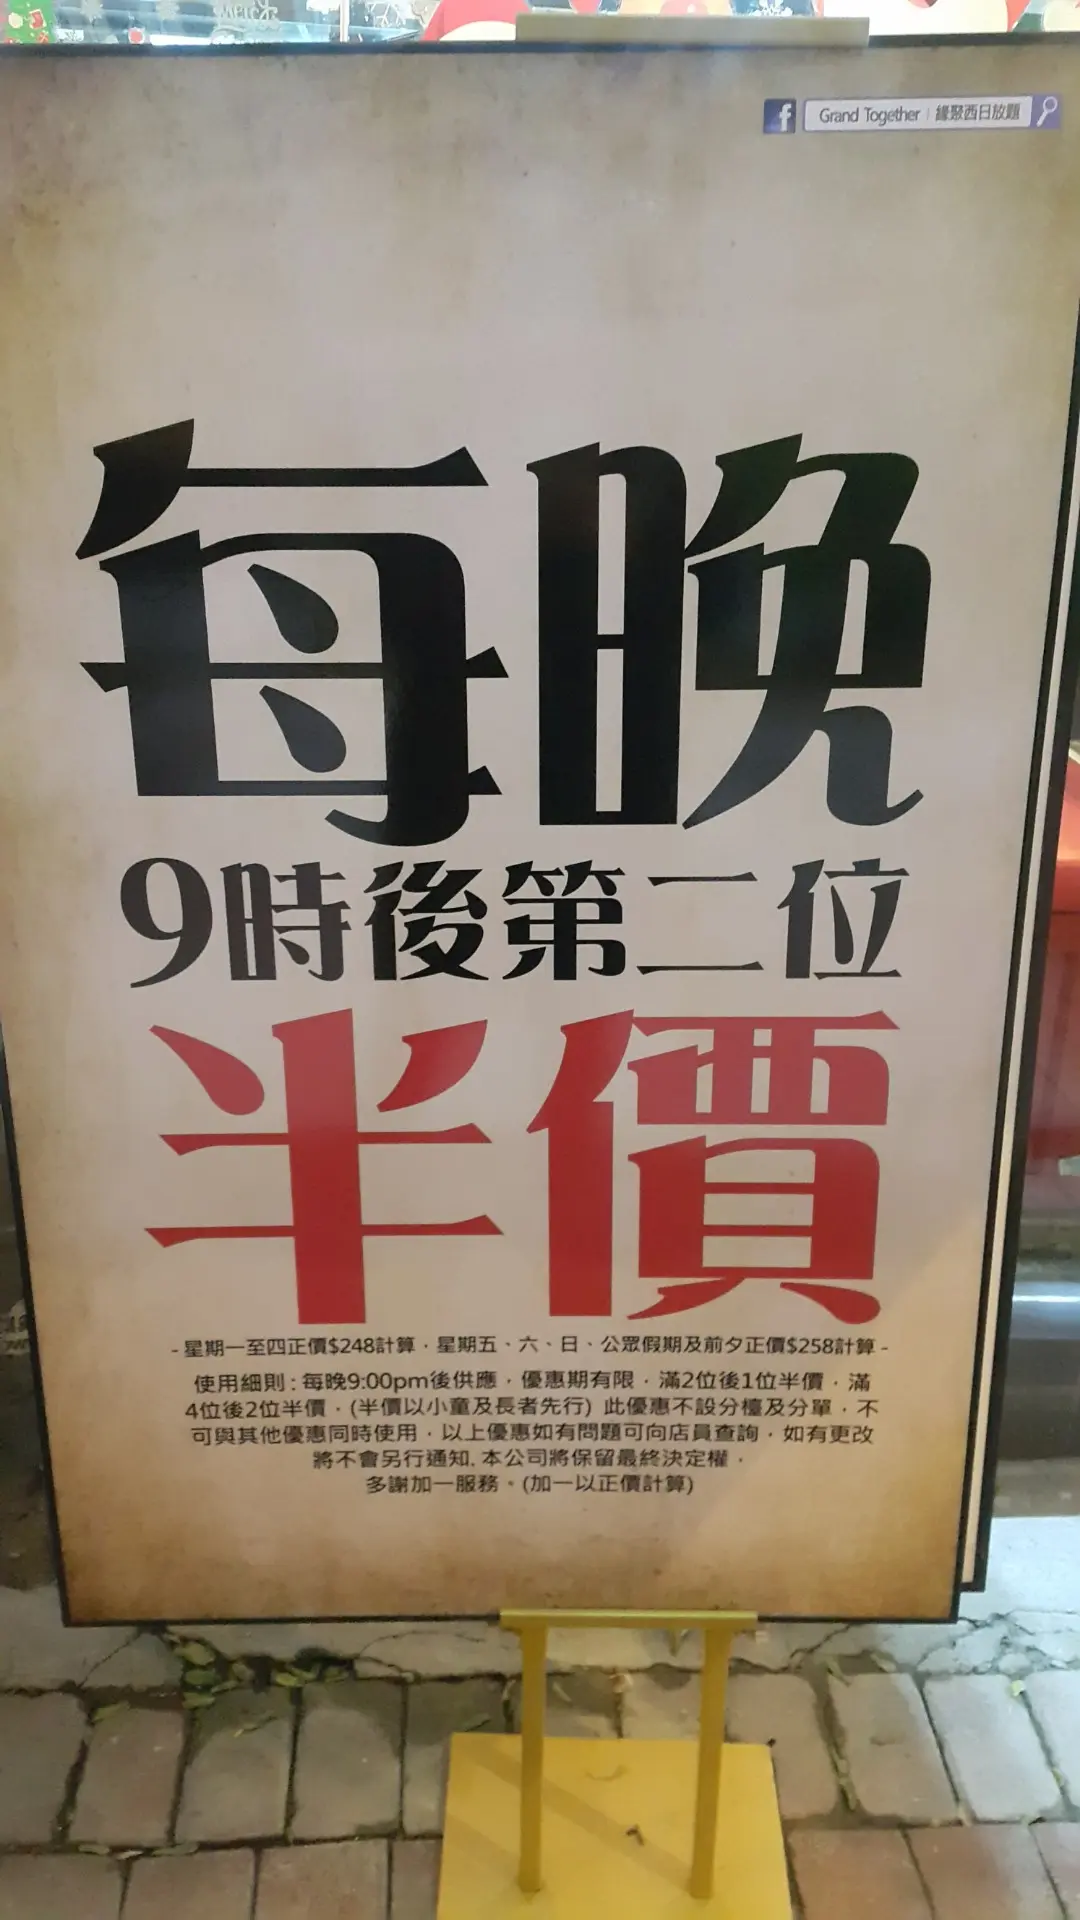 Grand Together | 緣聚西日放題
每晚
9時後第二位
半價
- 星期一至四正價$248計算﹐星期五、六、日、公眾假期及前夕正價$258計算 -
使用細則 : 每晚9:00pm後供應﹐優惠期有限﹐滿2位後1位半價﹐滿
4位後2位半價﹐(半價以小童及長者先行) 此優惠不設分檯及分單﹐不
可與其他優惠同時使用﹐以上優惠如有問題可向店員查詢﹐如有更改
將不會另行通知, 本公司將保留最終決定權﹐
多謝加一服務。(加一以正價計算)